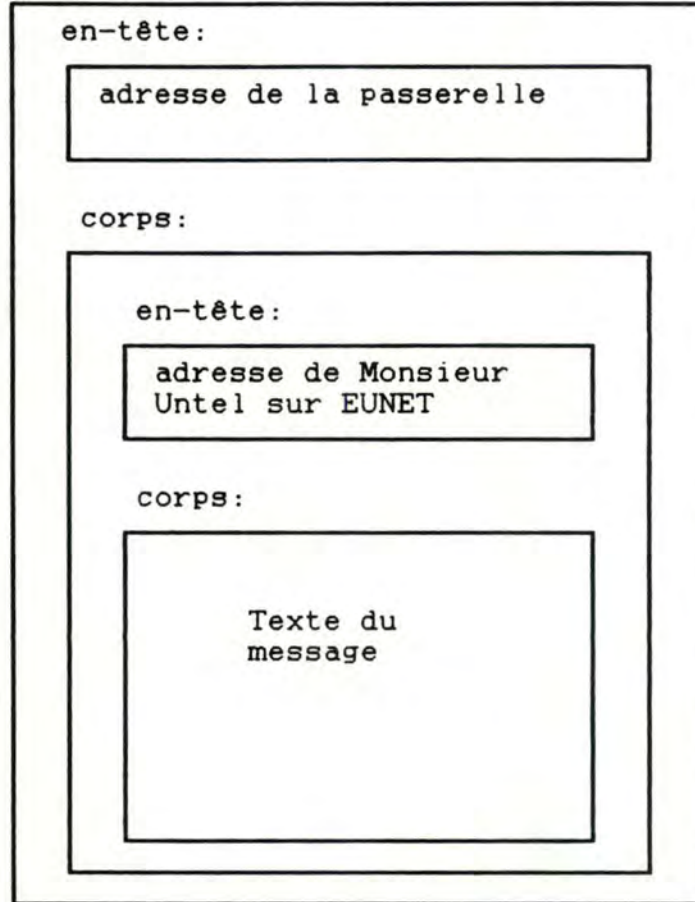 en-tête:
adresse de la passerelle
corps:
en-tête:
adresse de Monsieur
Untel sur EUNET
corps:
Texte du
message